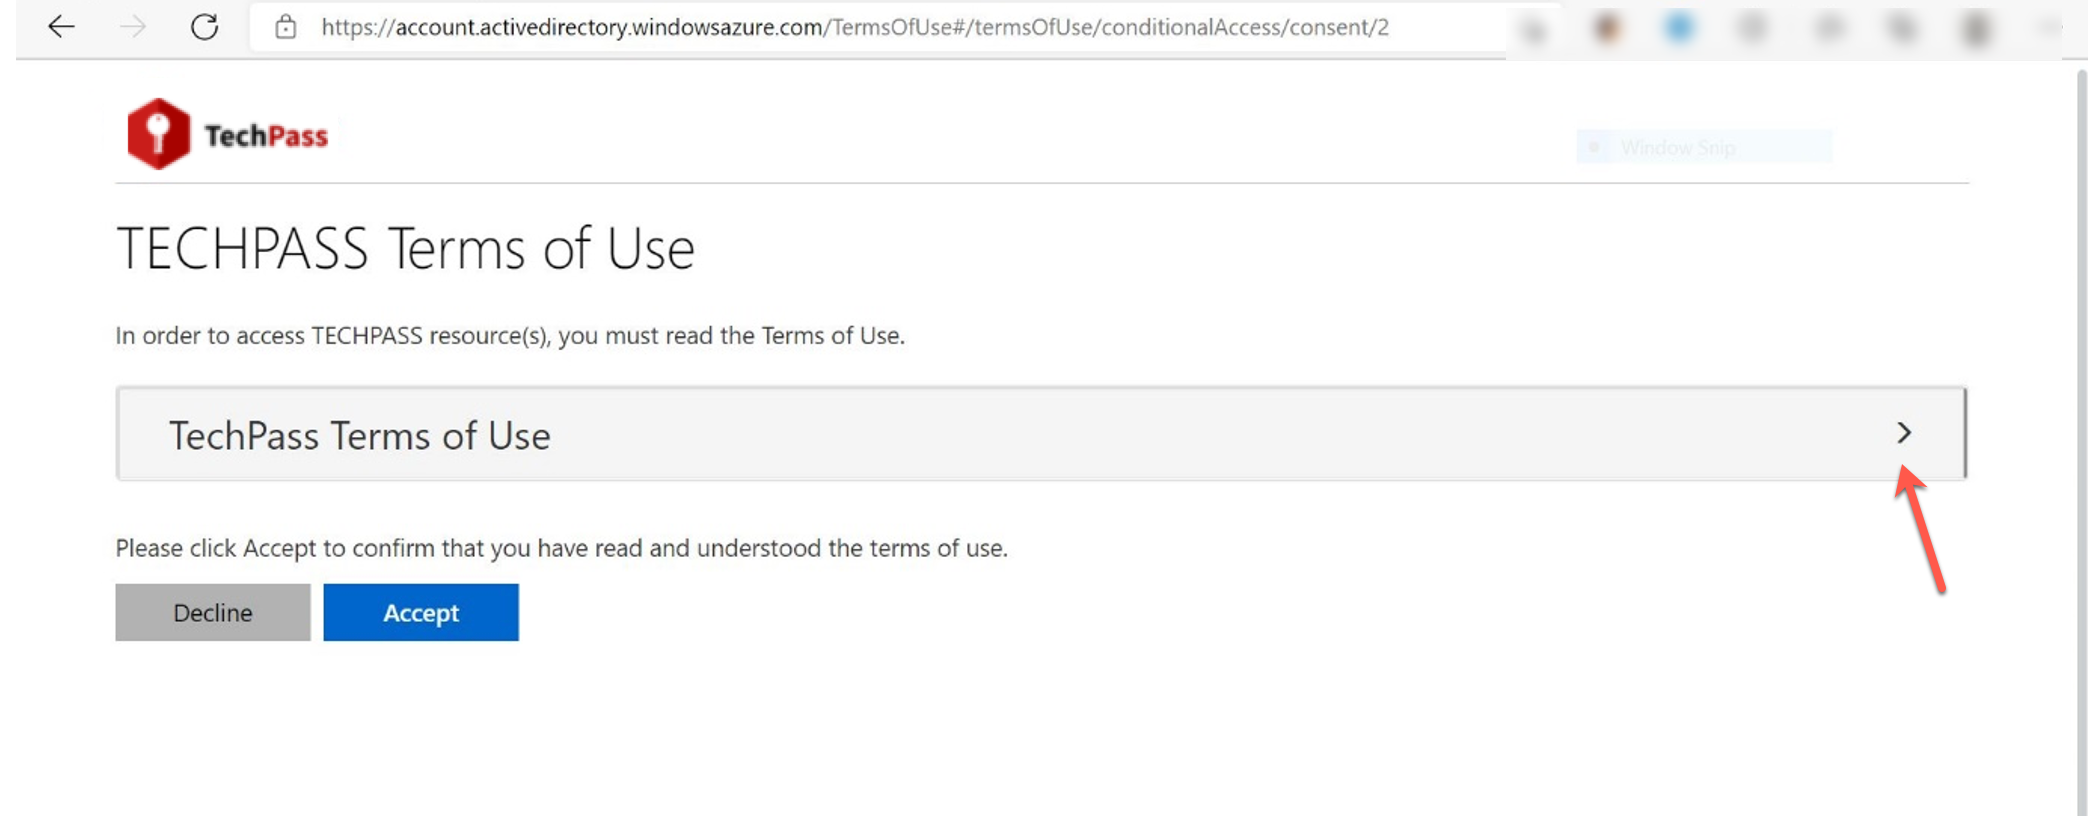 https://account.activedirectory.windowsazure.com/TermsOfUse#/termsOfUse/conditionalAccess/consent/2
TechPass
Window Snip
TECHPASS Terms of Use
In order to access TECHPASS resource(s), you must read the Terms of Use.
TechPass Terms of Use
Please click Accept to confirm that you have read and understood the terms of use.
Decline
Accept